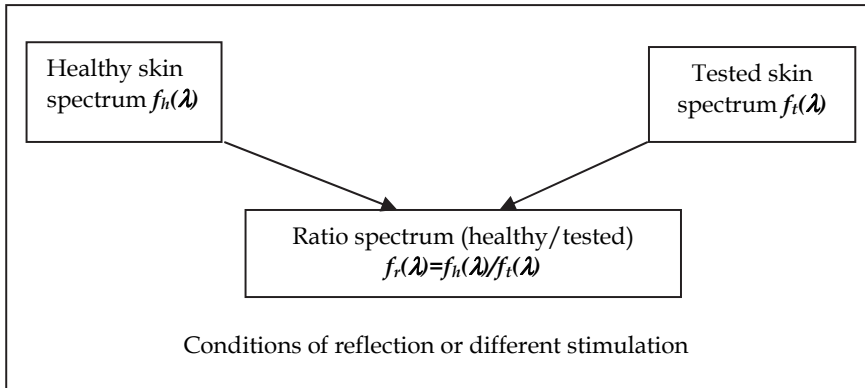 Healthy skin
spectrum fh(λ)
Tested skin
spectrum ft(λ)
Ratio spectrum (healthy/tested)
fr(λ)=fh(λ)/ft(λ)
Conditions of reflection or different stimulation